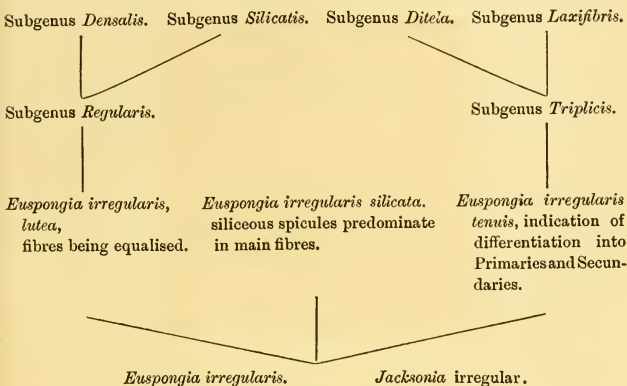 Subgenus Densalis. Subgenus Silicatis. Subgenus Ditela. Subgenus Laxifibris.
Subgenus Regularis. Subgenus Triplicis.
Euspongia irregularis,
lutea,
fibres being equalised.
Euspongia irregularis silicata.
siliceous spicules predominate
in main fibres.
Euspongia irregularis
tenuis, indication of
differentiation into
Primaries and Secun-
daries.
Euspongia irregularis. Jacksonia irregular.